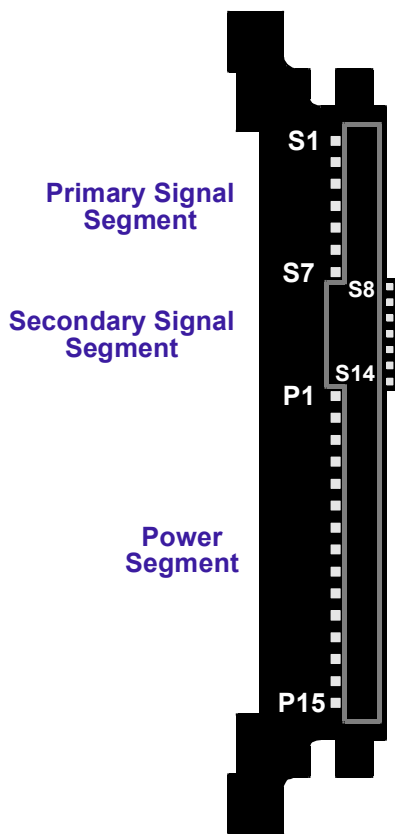 S1
Primary Signal
Segment
S7
S8
Secondary Signal
Segment
S14
P1
Power
Segment
P15